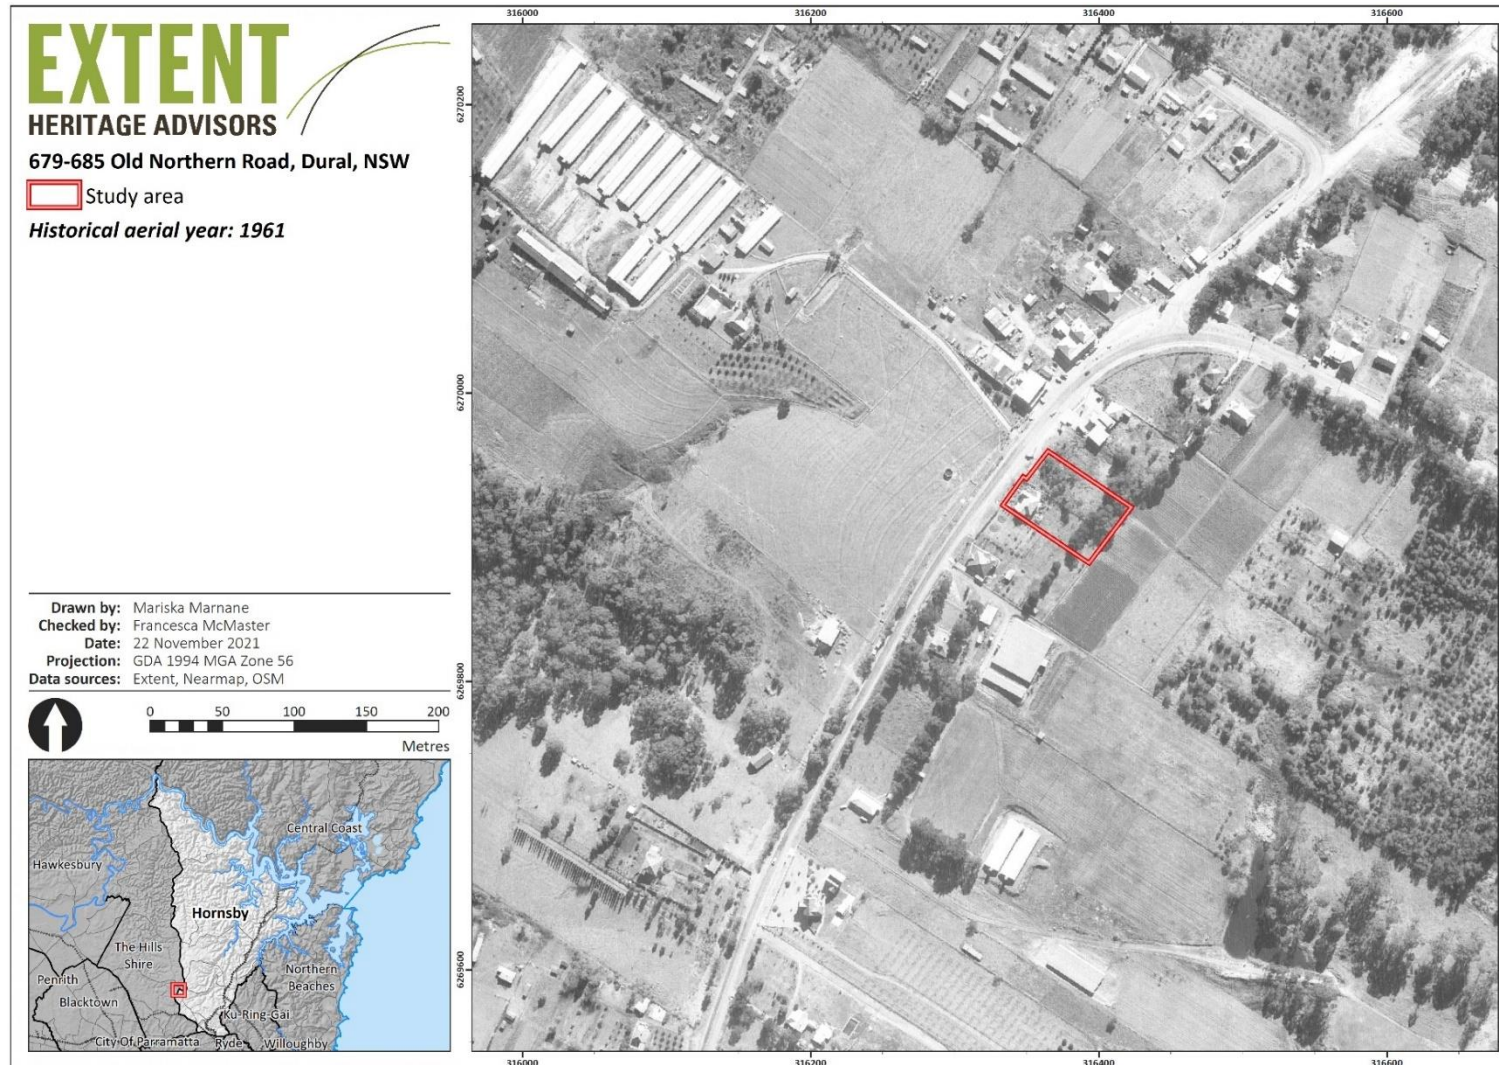 EXTENT
HERITAGE ADVISORS
679-685 Old Northern Road, Dural, NSW
Study area
Historical aerial year: 1961
Drawn by: Mariska Marnane
Checked by: Francesca McMaster
Date: 22 November 2021
Projection: GDA 1994 MGA Zone 56
Data sources: Extent, Nearmap, OSM
0 50 100 150 200
Metres
Central Coast
Hawkesbury
Hornsby
The Hills
Shire
Northern
Beaches
Penrith
Blacktown
Ku-Ring-Gai
City Of Parramatta Ryde Willoughby
316000 316200 316400 316600
6270200
6270000
6269800
6269600
316000 316200 316400 316600